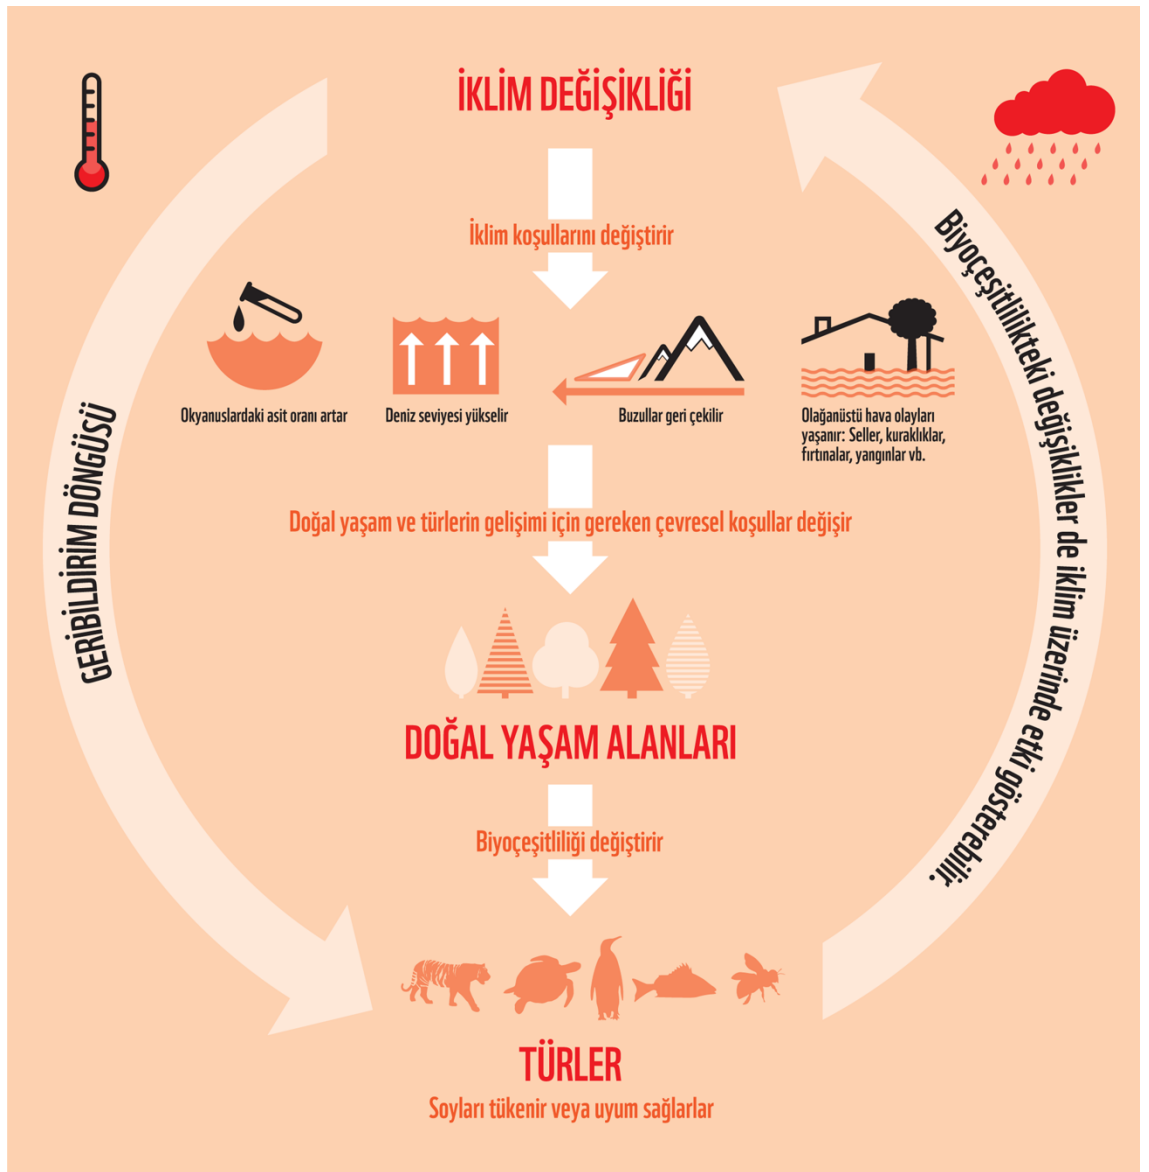 İKLİM DEĞİŞİKLİĞİ
İklim koşullarını değiştirir
Okyanuslardaki asit oranı artar
Deniz seviyesi yükselir
Buzullar geri çekilir
Olağanüstü hava olayları
yaşanır: Seller, kuraklıklar,
fırtınalar, yangınlar vb.
Doğal yaşam ve türlerin gelişimi için gereken çevresel koşullar değişir
DOĞAL YAŞAM ALANLARI
Biyoçeşitliliği değiştirir
TÜRLER
Soyları tükenir veya uyum sağlarlar
GERİBİLDİRİM DÖNGÜSÜ
Biyoçeşitlilikteki değişiklikler de iklim üzerinde etki gösterebilir.